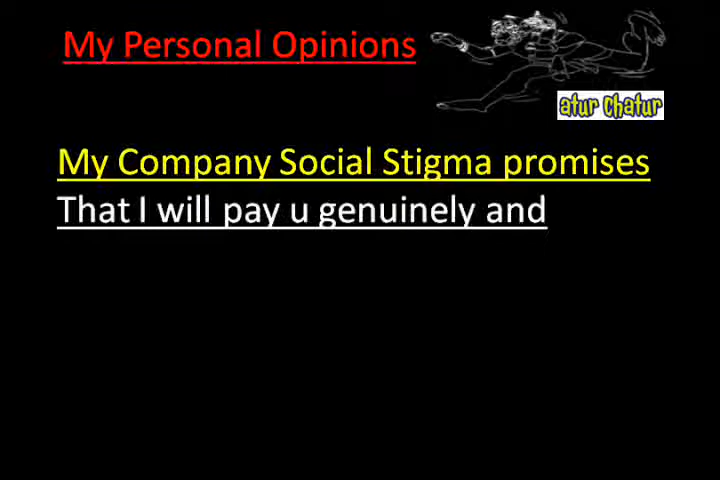 My Personal Opinions
atur chatur
My Company Social Stigma promises
That I will pay u genuinely and